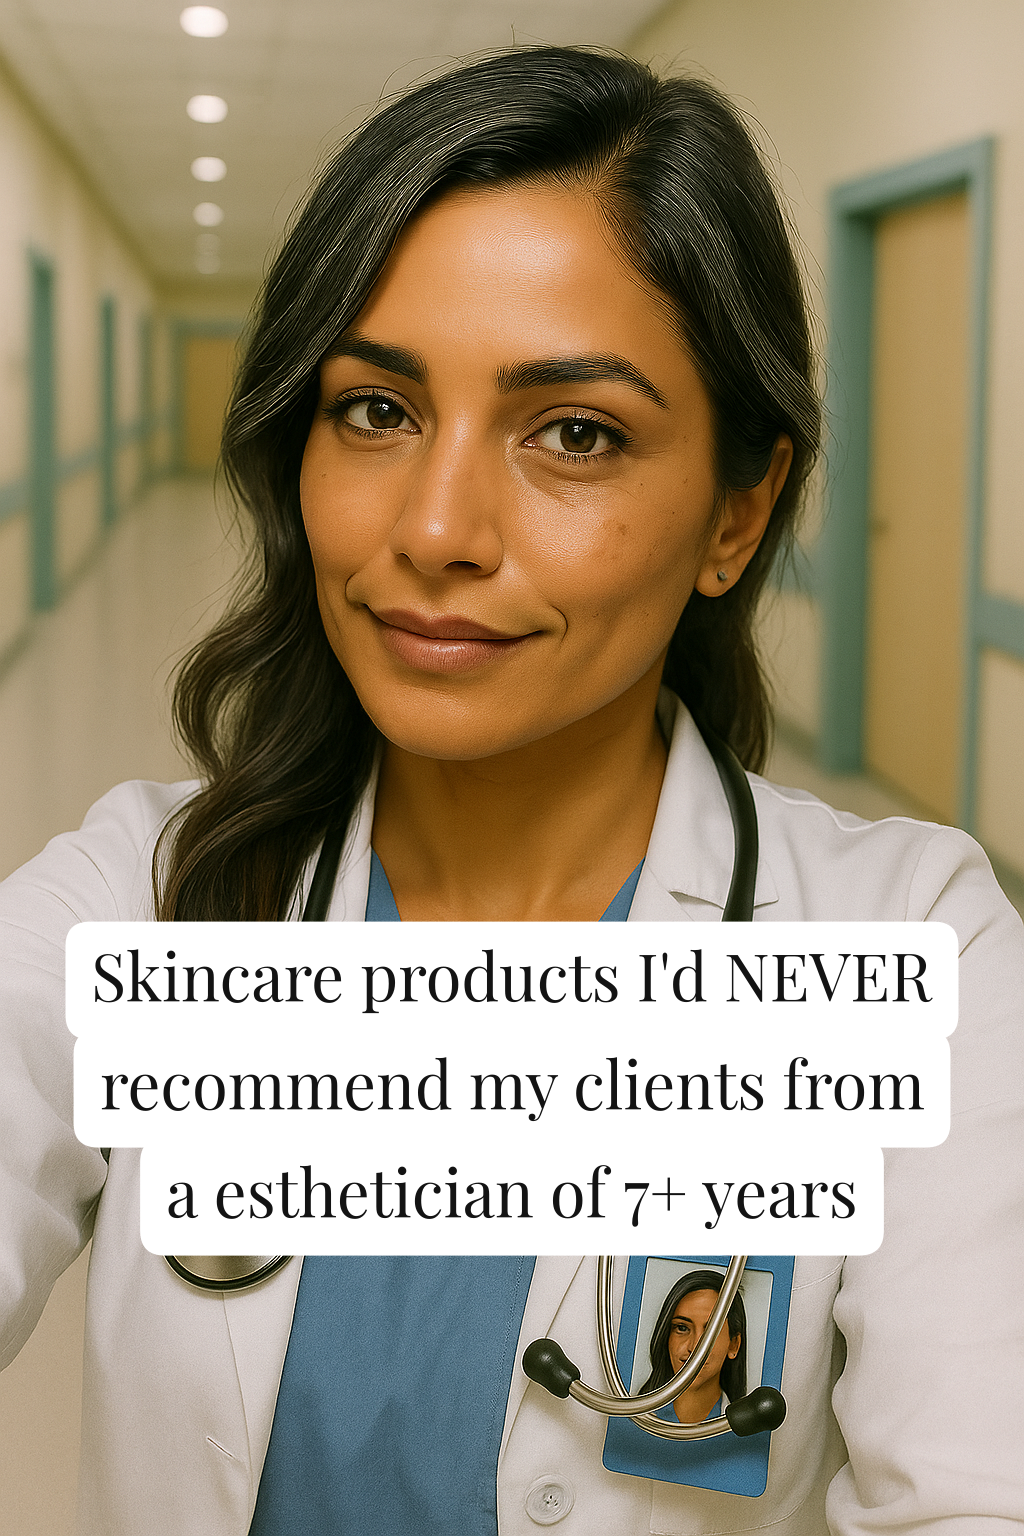 Skincare products I'd NEVER
recommend my clients from
a esthetician of 7+ years